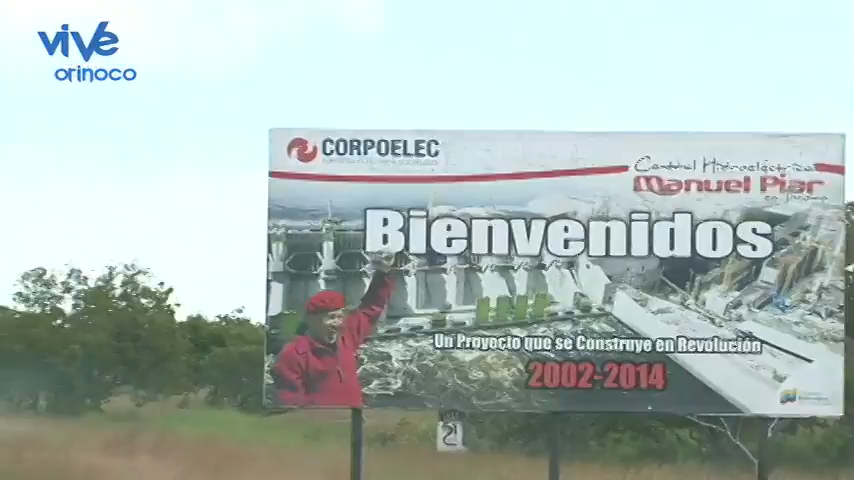 vive
orinoco
CORPOELEC
Central Hidroeléctrica
Manuel Piar
Bienvenidos
Un Proyecto que se Construye en Revolución
2002-2014
21